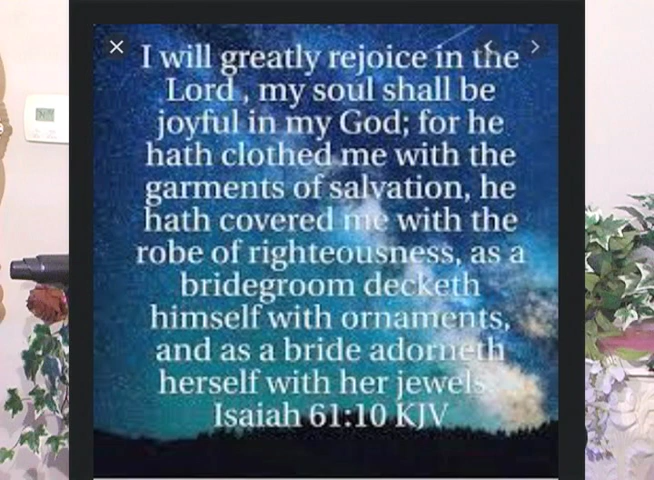 I will greatly rejoice in the
Lord , my soul shall be
joyful in my God; for he
hath clothed me with the
garments of salvation, he
hath covered me with the
robe of righteousness, as a
bridegroom decketh
himself with ornaments,
and as a bride adorneth
herself with her jewels.
Isaiah 61:10 KJV